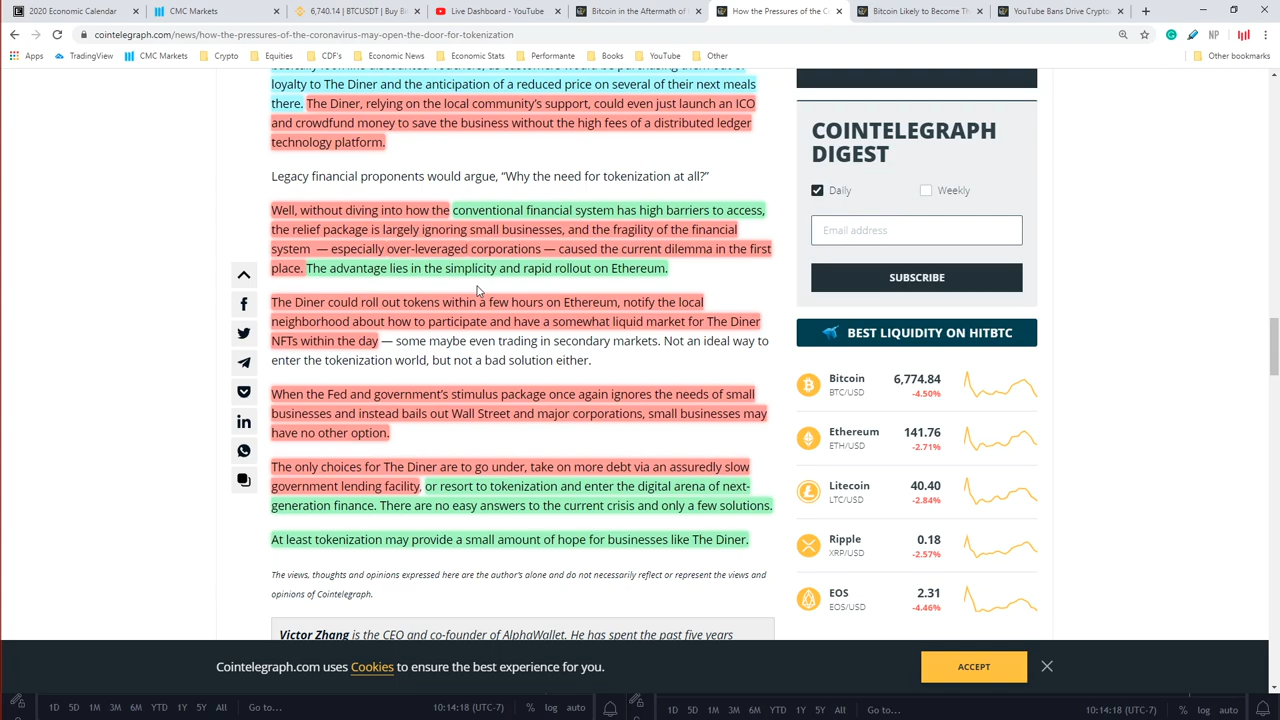 2020 Economic Calendar
CMC Markets
6,740.14 | BTCUSDT | Buy Bi
Live Dashboard - YouTube
Bitcoin in the Aftermath of
How the Pressures of the C
Bitcoin Likely to Become Th
YouTube Bans Drive Crypto
cointelegraph.com/news/how-the-pressures-of-the-coronavirus-may-open-the-door-for-tokenization
NP
Apps
TradingView
CMC Markets
Crypto
Equities
CDF's
Economic News
Economic Stats
Performante
Books
YouTube
Other
Other bookmarks
loyalty to The Diner and the anticipation of a reduced price on several of their next meals
there. The Diner, relying on the local community's support, could even just launch an ICO
and crowdfund money to save the business without the high fees of a distributed ledger
technology platform.
Legacy financial proponents would argue, “Why the need for tokenization at all?”
Well, without diving into how the conventional financial system has high barriers to access,
the relief package is largely ignoring small businesses, and the fragility of the financial
system — especially over-leveraged corporations — caused the current dilemma in the first
place. The advantage lies in the simplicity and rapid rollout on Ethereum.
The Diner could roll out tokens within a few hours on Ethereum, notify the local
neighborhood about how to participate and have a somewhat liquid market for The Diner
NFTs within the day — some maybe even trading in secondary markets. Not an ideal way to
enter the tokenization world, but not a bad solution either.
When the Fed and government's stimulus package once again ignores the needs of small
businesses and instead bails out Wall Street and major corporations, small businesses may
have no other option.
The only choices for The Diner are to go under, take on more debt via an assuredly slow
government lending facility, or resort to tokenization and enter the digital arena of next-
generation finance. There are no easy answers to the current crisis and only a few solutions.
At least tokenization may provide a small amount of hope for businesses like The Diner.
The views, thoughts and opinions expressed here are the author's alone and do not necessarily reflect or represent the views and
opinions of Cointelegraph.
Victor Zhang is the CEO and co-founder of AlphaWallet. He has spent the past five years
COINTELEGRAPH
DIGEST
Daily
Weekly
Email address
SUBSCRIBE
BEST LIQUIDITY ON HITBTC
Bitcoin 6,774.84
BTC/USD -4.50%
Ethereum 141.76
ETH/USD -2.71%
Litecoin 40.40
LTC/USD -2.84%
Ripple 0.18
XRP/USD -2.57%
EOS 2.31
EOS/USD -4.46%
Cointelegraph.com uses Cookies to ensure the best experience for you.
ACCEPT
1D 5D 1M 3M 6M YTD 1Y 5Y All Go to... 10:14:18 (UTC-7) % log auto
1D 5D 1M 3M 6M YTD 1Y 5Y All Go to... 10:14:18 (UTC-7) % log auto